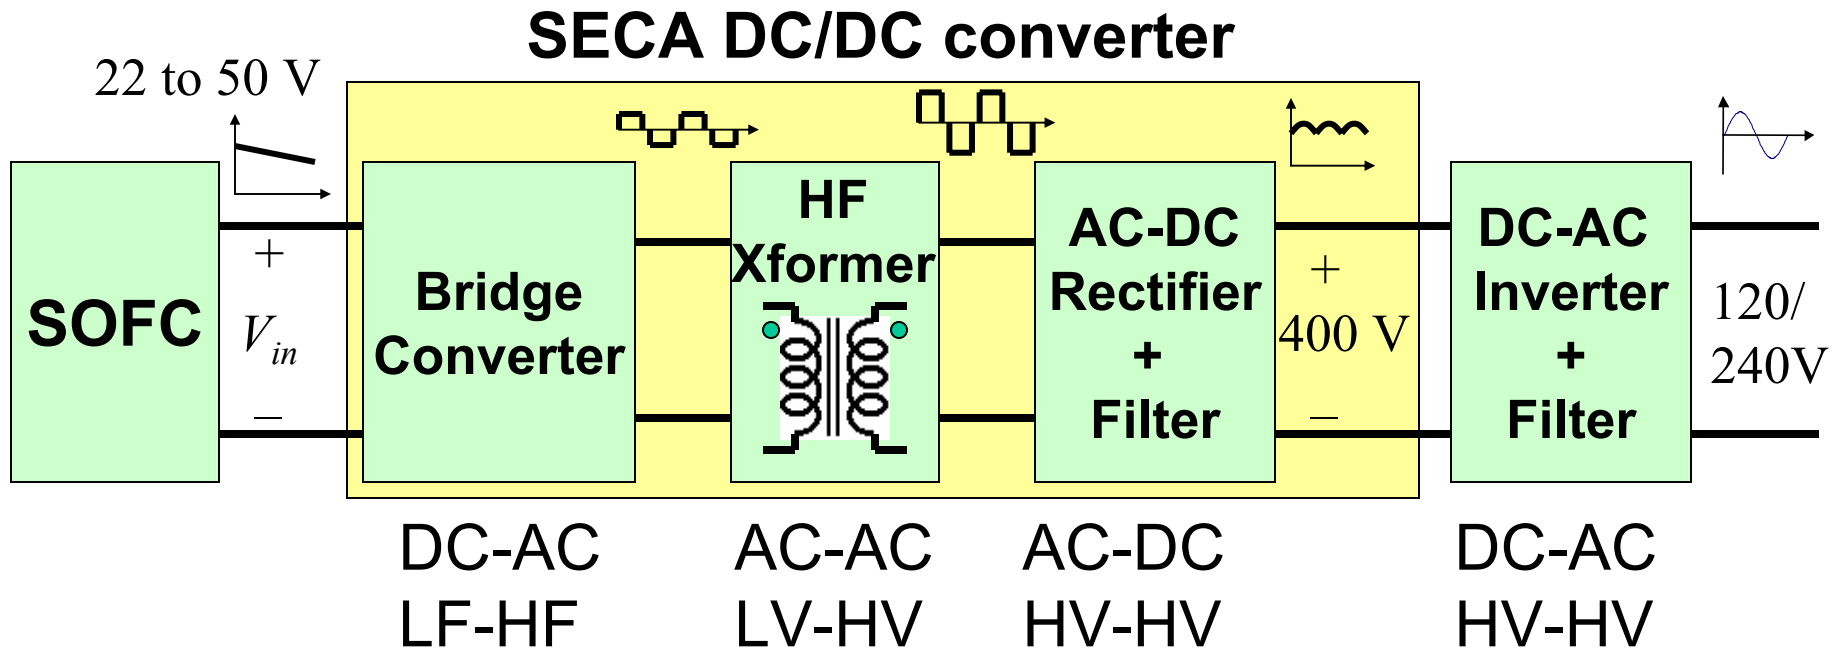 SECA DC/DC converter
22 to 50 V
SOFC
+
V_in
–
Bridge
Converter
HF
Xformer
AC-DC
Rectifier
+
Filter
+
400 V
–
DC-AC
Inverter
+
Filter
120/
240V
DC-AC
LF-HF
AC-AC
LV-HV
AC-DC
HV-HV
DC-AC
HV-HV